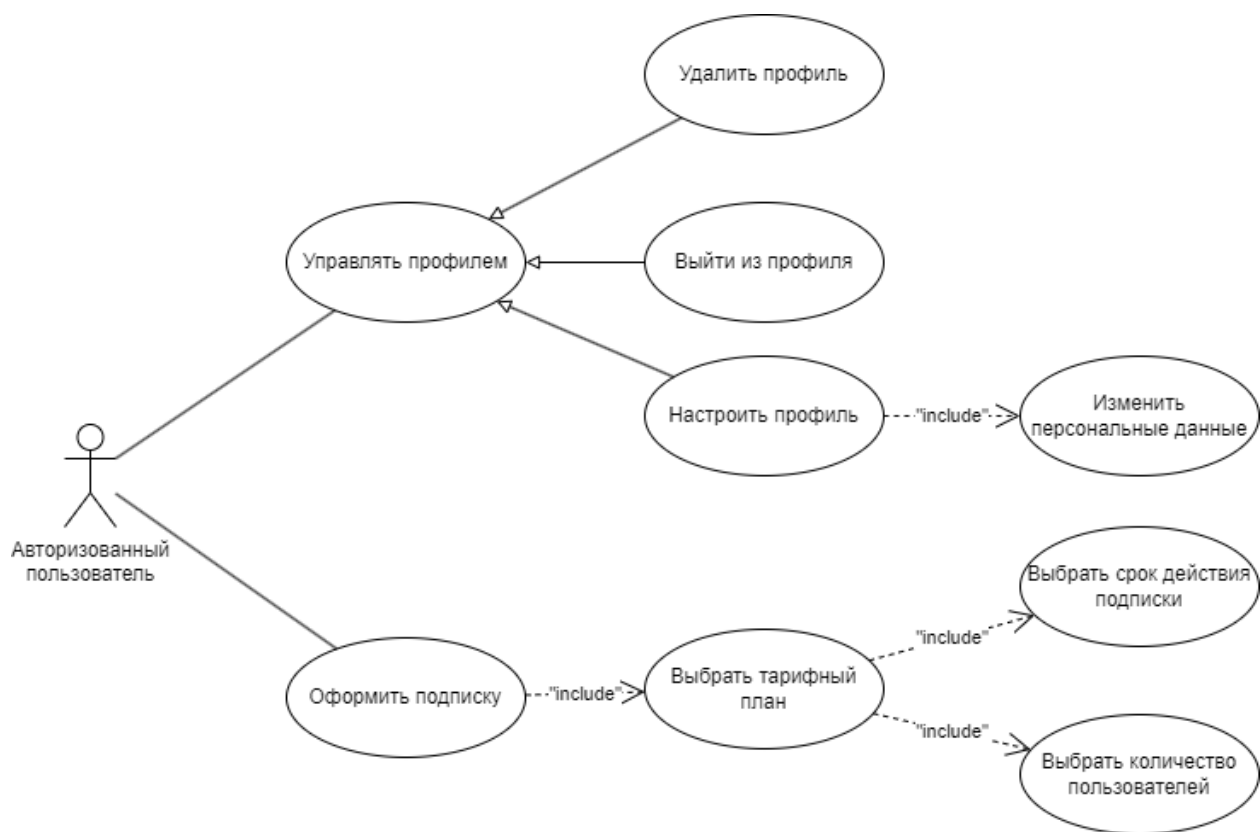 Удалить профиль
Управлять профилем
Выйти из профиля
Настроить профиль
"include"
Изменить
персональные данные
Авторизованный
пользователь
Выбрать срок действия
подписки
"include"
Оформить подписку
"include"
Выбрать тарифный
план
"include"
Выбрать количество
пользователей